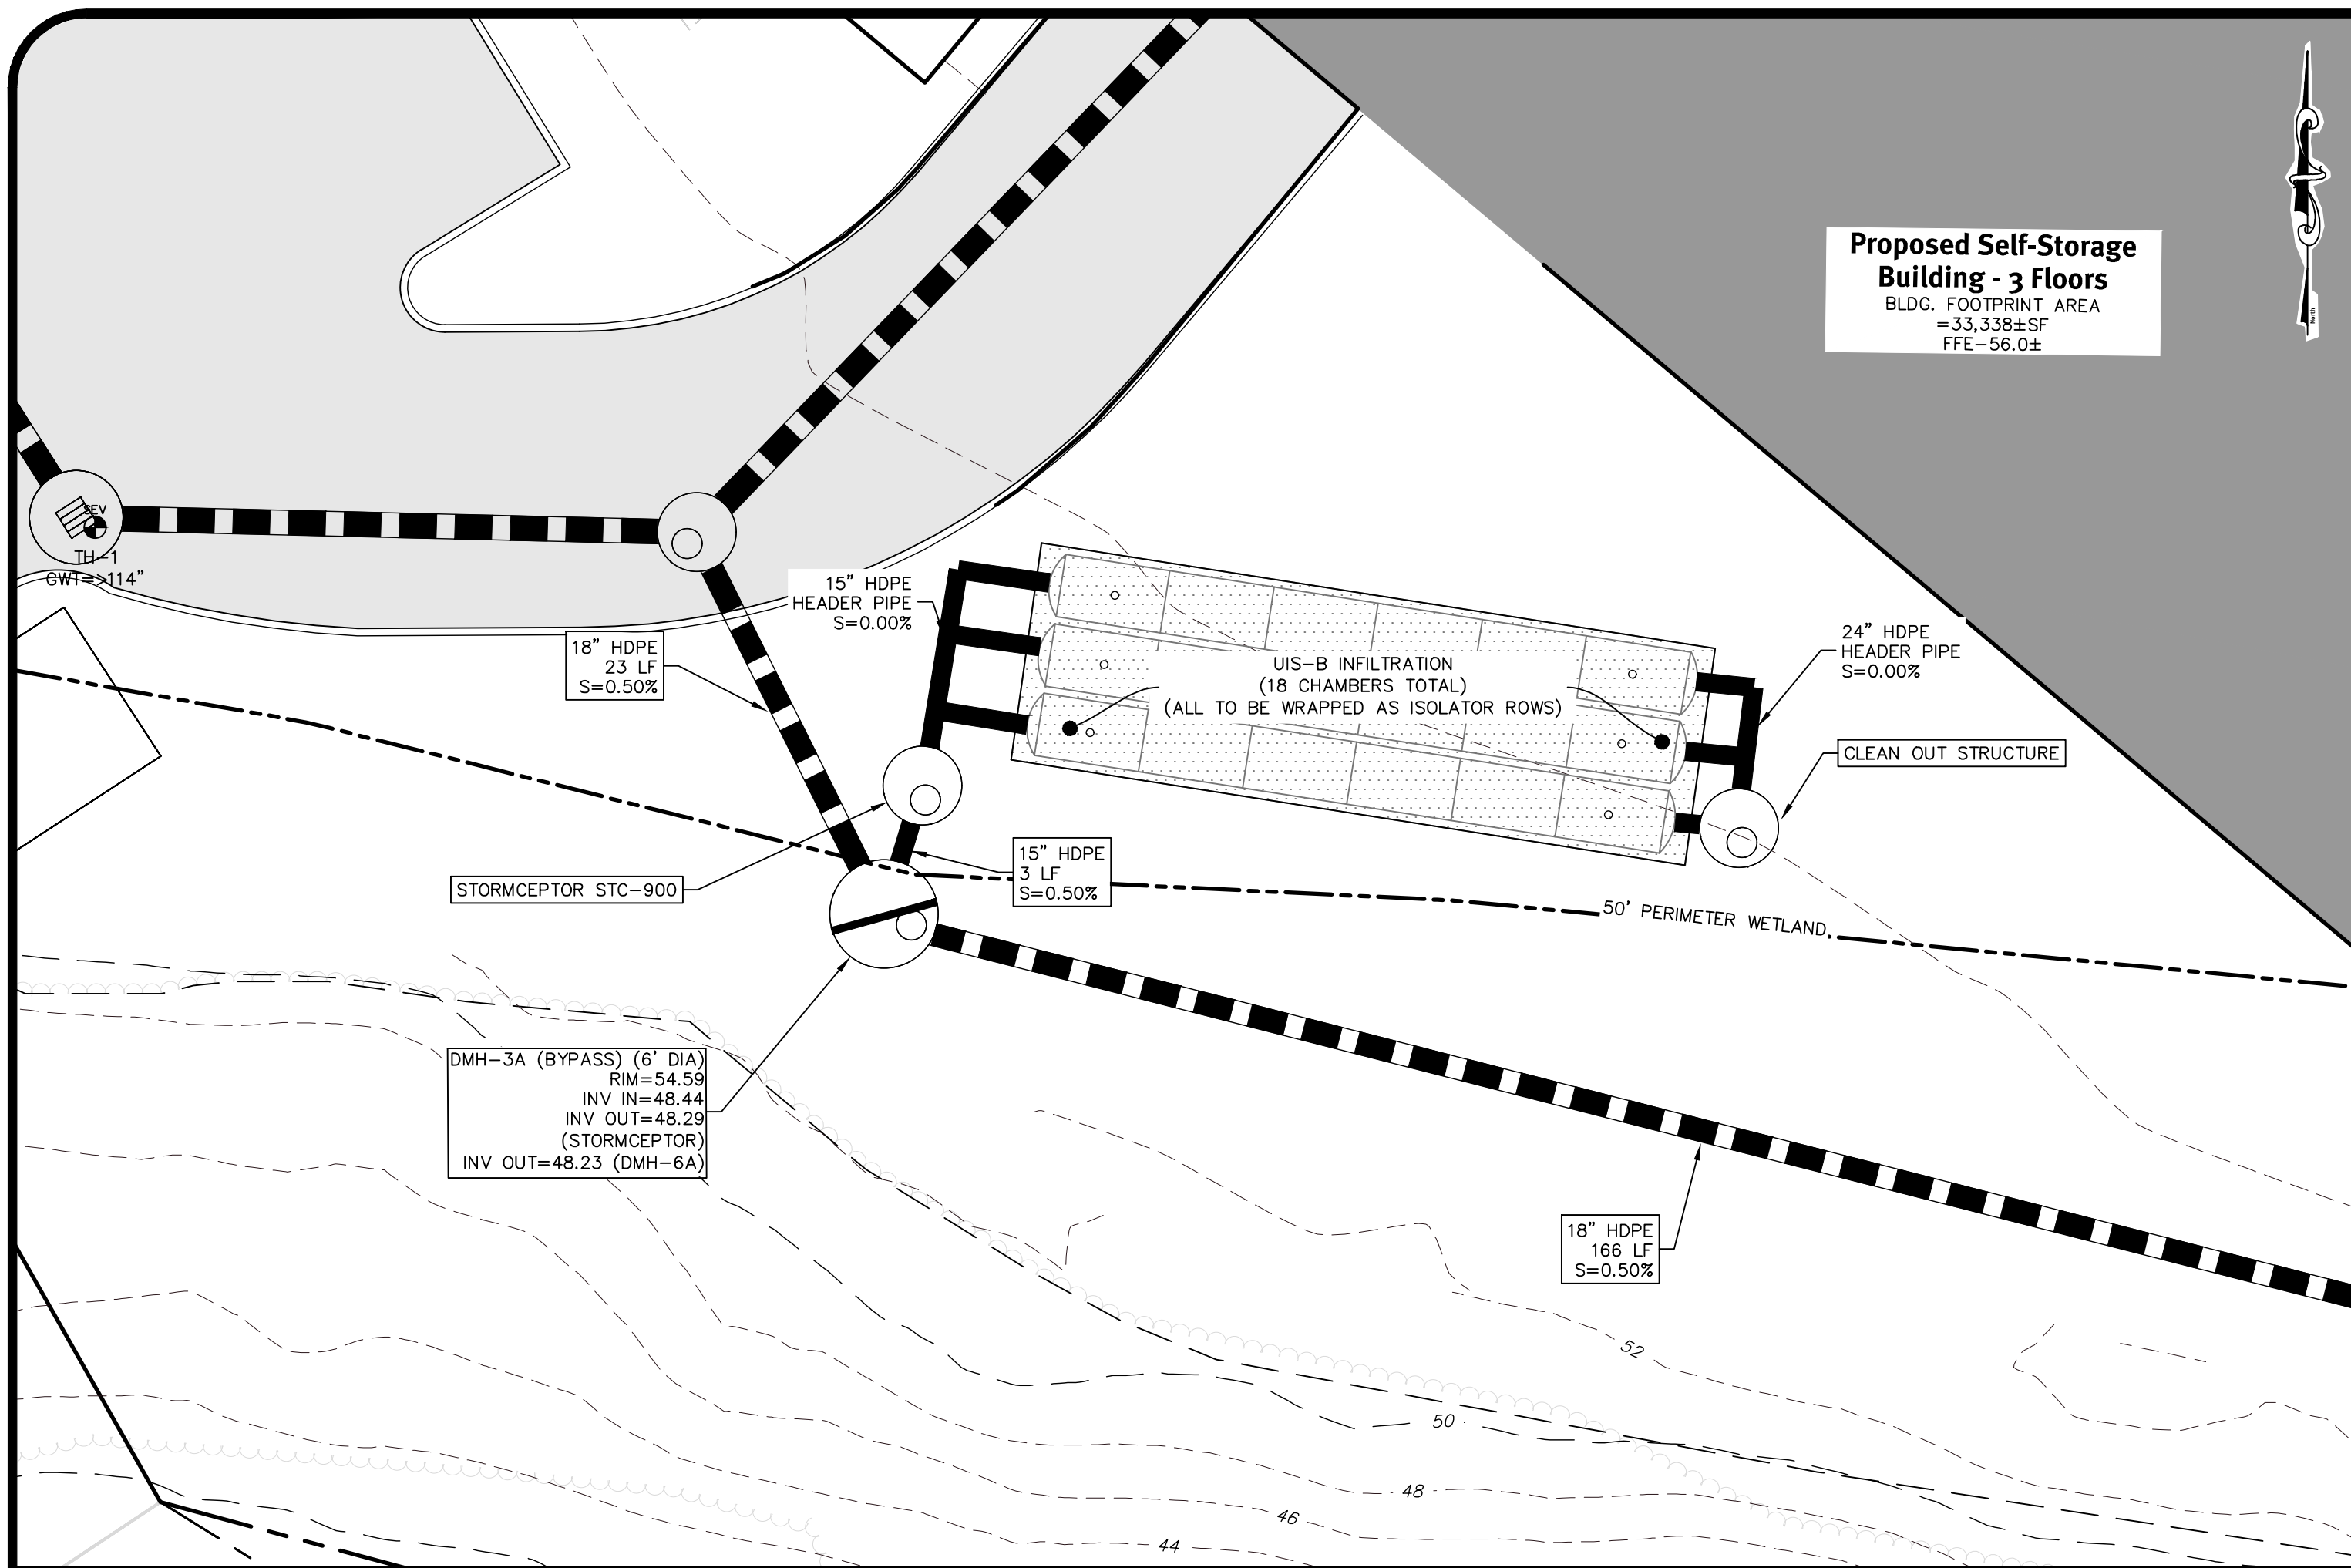 North
Proposed Self-Storage
Building - 3 Floors
BLDG. FOOTPRINT AREA
=33,338±SF
FFE-56.0±
SEV
TH-1
GWT=>114"
15" HDPE
HEADER PIPE
S=0.00%
18" HDPE
23 LF
S=0.50%
UIS-B INFILTRATION
(18 CHAMBERS TOTAL)
(ALL TO BE WRAPPED AS ISOLATOR ROWS)
24" HDPE
HEADER PIPE
S=0.00%
CLEAN OUT STRUCTURE
STORMCEPTOR STC-900
15" HDPE
3 LF
S=0.50%
50' PERIMETER WETLAND
DMH-3A (BYPASS) (6' DIA)
RIM=54.59
INV IN=48.44
INV OUT=48.29
(STORMCEPTOR)
INV OUT=48.23 (DMH-6A)
18" HDPE
166 LF
S=0.50%
52
50
48
46
44